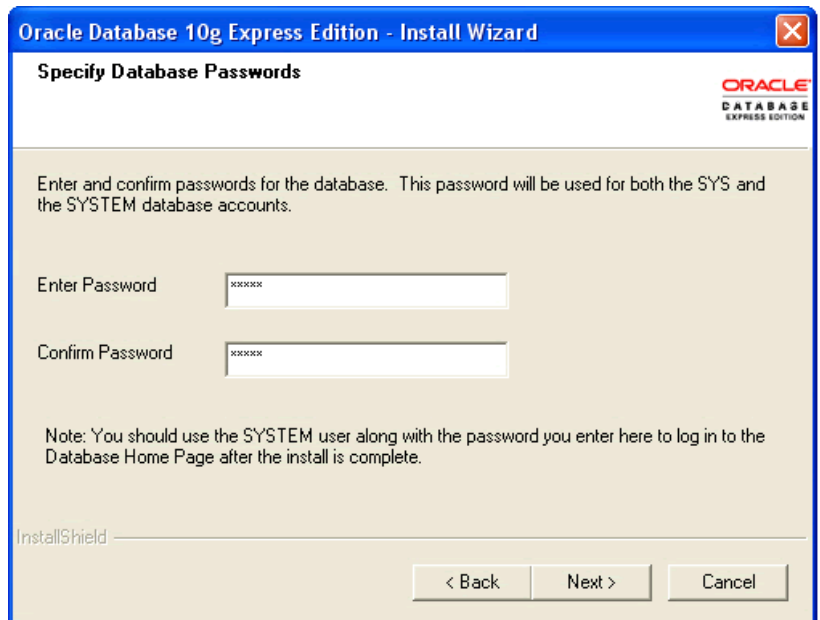 Oracle Database 10g Express Edition - Install Wizard
Specify Database Passwords
ORACLE
DATABASE
EXPRESS EDITION
Enter and confirm passwords for the database. This password will be used for both the SYS and
the SYSTEM database accounts.
Enter Password
xxxxx
Confirm Password
xxxxx
Note: You should use the SYSTEM user along with the password you enter here to log in to the
Database Home Page after the install is complete.
InstallShield
< Back Next > Cancel